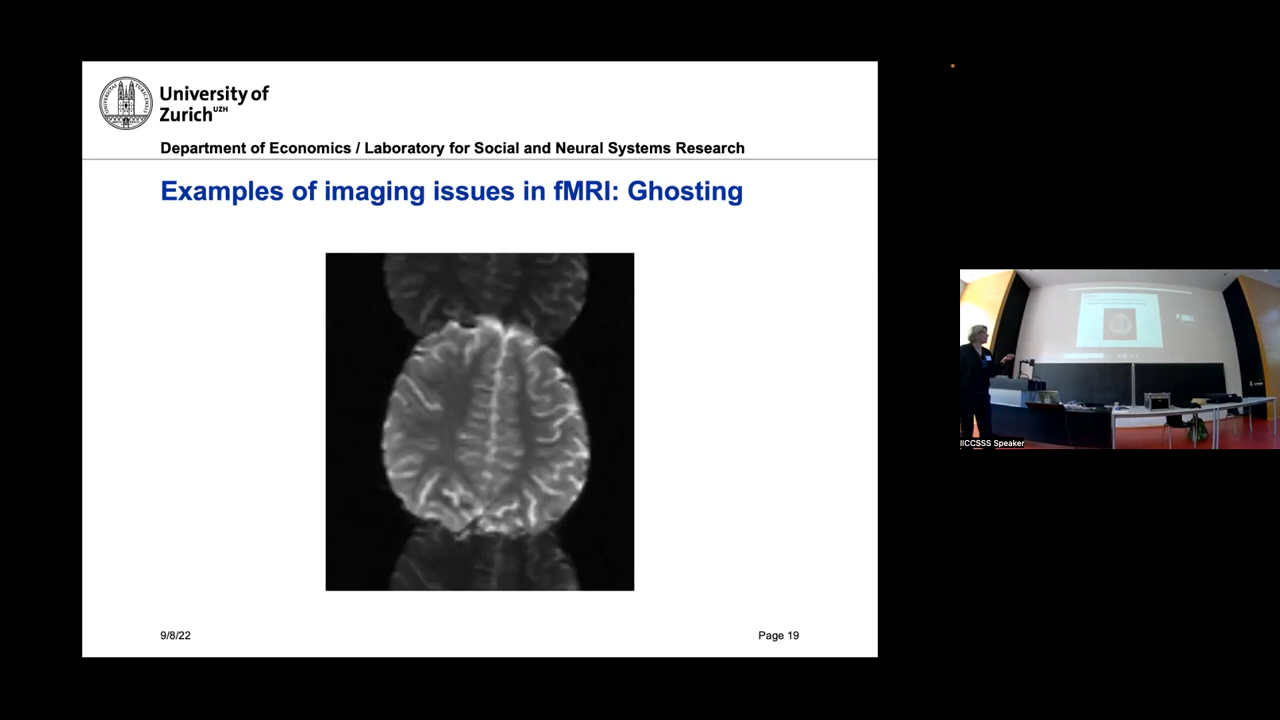 University of
Zurich UZH
Department of Economics / Laboratory for Social and Neural Systems Research
Examples of imaging issues in fMRI: Ghosting
9/8/22
Page 19
IICCSSS Speaker